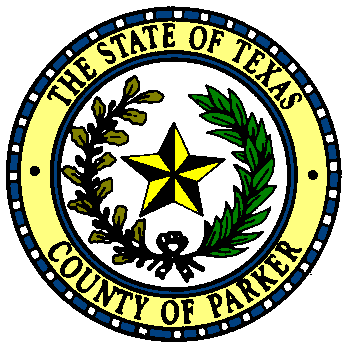 THE STATE OF TEXAS
COUNTY OF PARKER